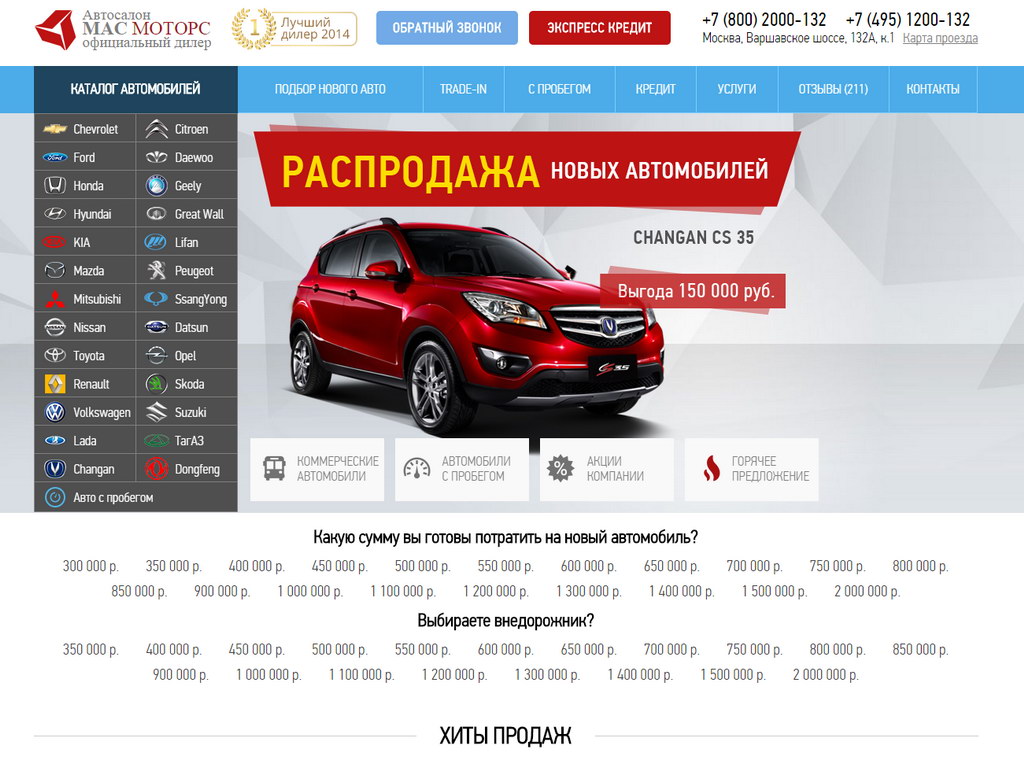 Автосалон
МАС МОТОРС
официальный дилер
1
Лучший
дилер 2014
ОБРАТНЫЙ ЗВОНОК
ЭКСПРЕСС КРЕДИТ
+7 (800) 2000-132 +7 (495) 1200-132
Москва, Варшавское шоссе, 132А, к.1 Карта проезда
КАТАЛОГ АВТОМОБИЛЕЙ
ПОДБОР НОВОГО АВТО
TRADE-IN
С ПРОБЕГОМ
КРЕДИТ
УСЛУГИ
ОТЗЫВЫ (211)
КОНТАКТЫ
Chevrolet Citroen
Ford Daewoo
Honda Geely
Hyundai Great Wall
KIA Lifan
Mazda Peugeot
Mitsubishi SsangYong
Nissan Datsun
Toyota Opel
Renault Skoda
Volkswagen Suzuki
Lada ТагАЗ
Changan Dongfeng
Авто с пробегом
РАСПРОДАЖА НОВЫХ АВТОМОБИЛЕЙ
CHANGAN CS 35
Выгода 150 000 руб.
CS35
КОММЕРЧЕСКИЕ
АВТОМОБИЛИ
АВТОМОБИЛИ
С ПРОБЕГОМ
%
АКЦИИ
КОМПАНИИ
ГОРЯЧЕЕ
ПРЕДЛОЖЕНИЕ
Какую сумму вы готовы потратить на новый автомобиль?
300 000 р. 350 000 р. 400 000 р. 450 000 р. 500 000 р. 550 000 р. 600 000 р. 650 000 р. 700 000 р. 750 000 р. 800 000 р.
850 000 р. 900 000 р. 1 000 000 р. 1 100 000 р. 1 200 000 р. 1 300 000 р. 1 400 000 р. 1 500 000 р. 2 000 000 р.
Выбираете внедорожник?
350 000 р. 400 000 р. 450 000 р. 500 000 р. 550 000 р. 600 000 р. 650 000 р. 700 000 р. 750 000 р. 800 000 р. 850 000 р.
900 000 р. 1 000 000 р. 1 100 000 р. 1 200 000 р. 1 300 000 р. 1 400 000 р. 1 500 000 р. 2 000 000 р.
ХИТЫ ПРОДАЖ